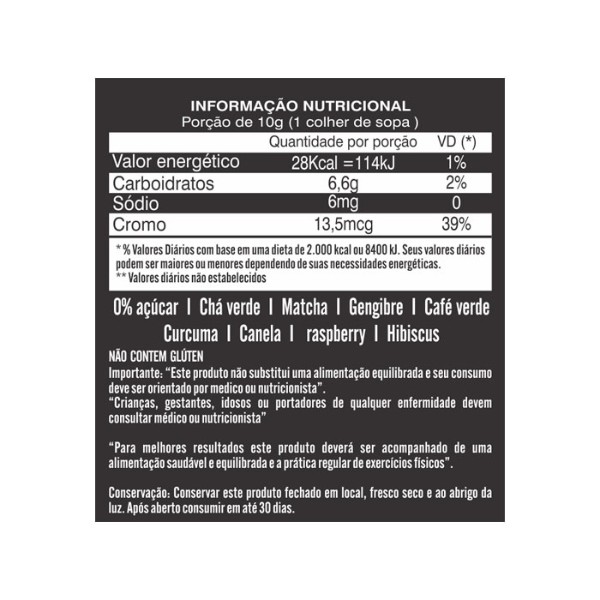 INFORMAÇÃO NUTRICIONAL
Porção de 10g (1 colher de sopa )
Quantidade por porção VD (*)
Valor energético 28Kcal =114kJ 1%
Carboidratos 6,6g 2%
Sódio 6mg 0
Cromo 13,5mcg 39%
* % Valores Diários com base em uma dieta de 2.000 kcal ou 8400 kJ. Seus valores diários
podem ser maiores ou menores dependendo de suas necessidades energéticas.
** Valores diários não estabelecidos
0% açúcar I Chá verde I Matcha I Gengibre I Café verde
Curcuma I Canela I raspberry I Hibiscus
NÃO CONTEM GLÚTEN
Importante: “Este produto não substitui uma alimentação equilibrada e seu consumo
deve ser orientado por medico ou nutricionista”.
“Crianças, gestantes, idosos ou portadores de qualquer enfermidade devem
consultar médico ou nutricionista”
“Para melhores resultados este produto deverá ser acompanhado de uma
alimentação saudável e equilibrada e a prática regular de exercícios físicos”.
Conservação: Conservar este produto fechado em local, fresco seco e ao abrigo da
luz. Após aberto consumir em até 30 dias.